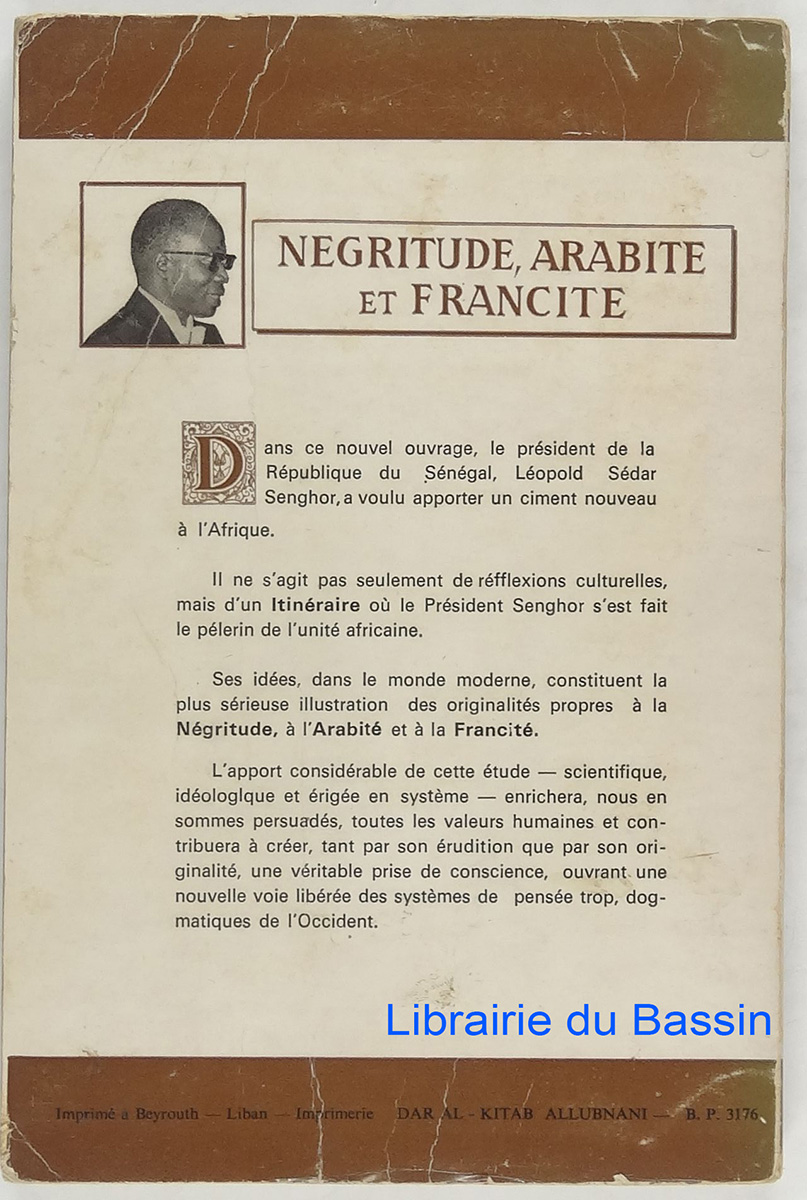 NEGRITUDE, ARABITE
ET FRANCITE
Dans ce nouvel ouvrage, le président de la
République du Sénégal, Léopold Sédar
Senghor, a voulu apporter un ciment nouveau
à l'Afrique.
Il ne s'agit pas seulement de réfflexions culturelles,
mais d'un Itinéraire où le Président Senghor s'est fait
le pélerin de l'unité africaine.
Ses idées, dans le monde moderne, constituent la
plus sérieuse illustration des originalités propres à la
Négritude, à l'Arabité et à la Francité.
L'apport considérable de cette étude — scientifique,
idéologIque et érigée en système — enrichera, nous en
sommes persuadés, toutes les valeurs humaines et con-
tribuera à créer, tant par son érudition que par son ori-
ginalité, une véritable prise de conscience, ouvrant une
nouvelle voie libérée des systèmes de pensée trop, dog-
matiques de l'Occident.
Librairie du Bassin
Imprimé à Beyrouth — Liban — Imprimerie DAR AL - KITAB ALLUBNANI — B. P. 3176